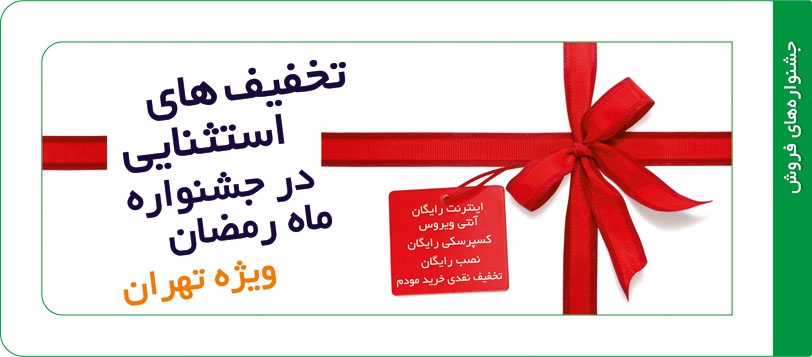 تخفیف های
استثنایی
در جشنواره
ماه رمضان
ویژه تهران
اینترنت رایگان
آنتی ویروس
کسپرسکی رایگان
نصب رایگان
تخفیف نقدی خرید مودم
جشنواره‌های فروش